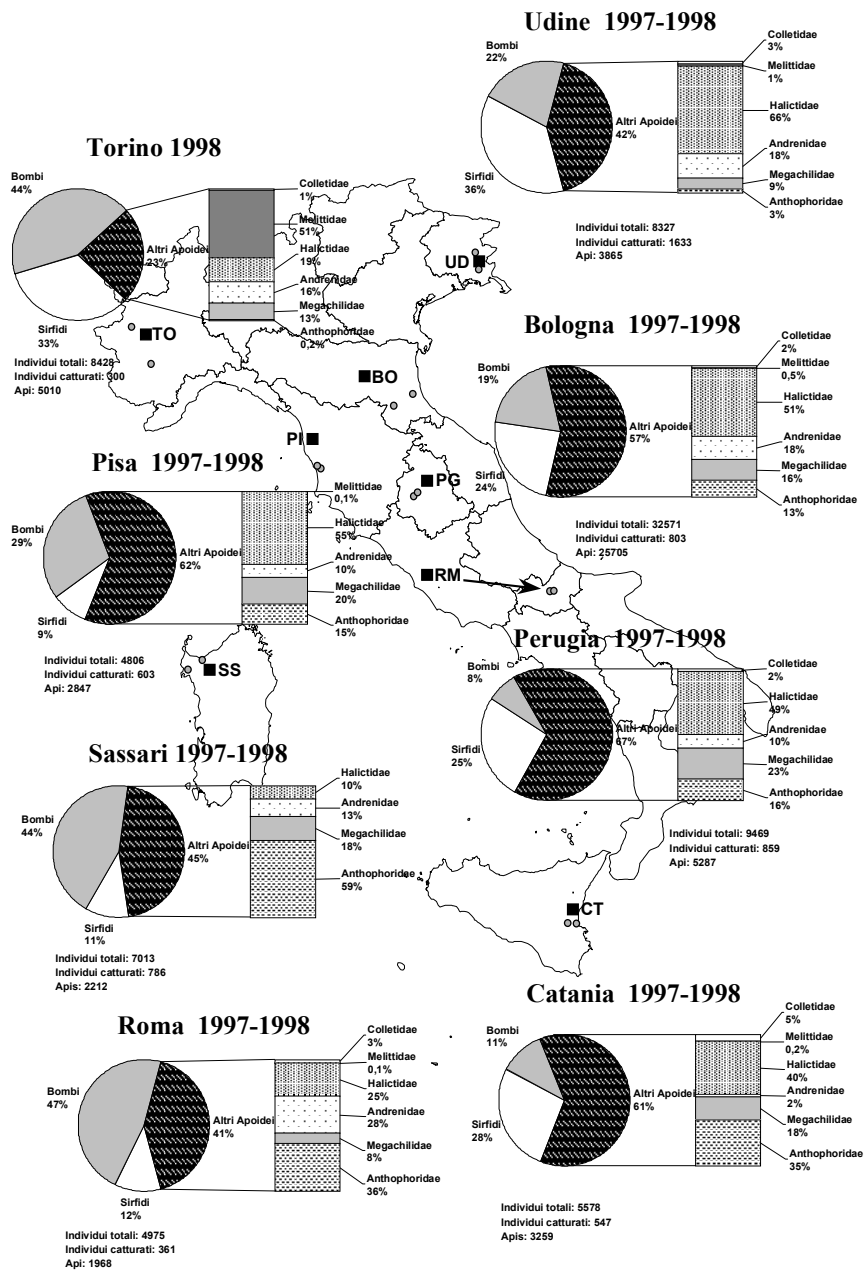 Udine 1997-1998
Bombi
22%
Sirfidi
36%
Altri Apoidei
42%
Colletidae
3%
Melittidae
1%
Halictidae
66%
Andrenidae
18%
Megachilidae
9%
Anthophoridae
3%
Individui totali: 8327
Individui catturati: 1633
Api: 3865
Torino 1998
Bombi
44%
Altri Apoidei
23%
Sirfidi
33%
Colletidae
1%
Melittidae
51%
Halictidae
19%
Andrenidae
16%
Megachilidae
13%
Anthophoridae
0,2%
Individui totali: 8428
Individui catturati: 300
Api: 5010
UD
TO
BO
PI
PG
RM
SS
CT
Bologna 1997-1998
Bombi
19%
Altri Apoidei
57%
Sirfidi
24%
Colletidae
2%
Melittidae
0,5%
Halictidae
51%
Andrenidae
18%
Megachilidae
16%
Anthophoridae
13%
Individui totali: 32571
Individui catturati: 803
Api: 25705
Pisa 1997-1998
Bombi
29%
Altri Apoidei
62%
Sirfidi
9%
Melittidae
0,1%
Halictidae
55%
Andrenidae
10%
Megachilidae
20%
Anthophoridae
15%
Individui totali: 4806
Individui catturati: 603
Api: 2847
Perugia 1997-1998
Bombi
8%
Altri Apoidei
67%
Sirfidi
25%
Colletidae
2%
Halictidae
49%
Andrenidae
10%
Megachilidae
23%
Anthophoridae
16%
Individui totali: 9469
Individui catturati: 859
Api: 5287
Sassari 1997-1998
Bombi
44%
Altri Apoidei
45%
Sirfidi
11%
Halictidae
10%
Andrenidae
13%
Megachilidae
18%
Anthophoridae
59%
Individui totali: 7013
Individui catturati: 786
Apis: 2212
Roma 1997-1998
Bombi
47%
Altri Apoidei
41%
Sirfidi
12%
Colletidae
3%
Melittidae
0,1%
Halictidae
25%
Andrenidae
28%
Megachilidae
8%
Anthophoridae
36%
Individui totali: 4975
Individui catturati: 361
Api: 1968
Catania 1997-1998
Bombi
11%
Altri Apoidei
61%
Sirfidi
28%
Colletidae
5%
Melittidae
0,2%
Halictidae
40%
Andrenidae
2%
Megachilidae
18%
Anthophoridae
35%
Individui totali: 5578
Individui catturati: 547
Apis: 3259